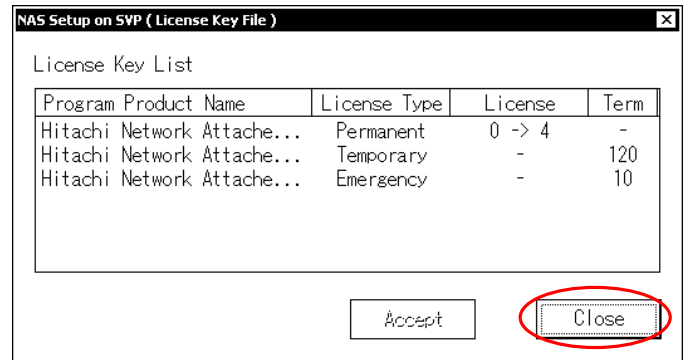 NAS Setup on SVP ( License Key File )
License Key List
Program Product Name License Type License Term
Hitachi Network Attache... Permanent 0 -> 4 -
Hitachi Network Attache... Temporary - 120
Hitachi Network Attache... Emergency - 10
Accept Close